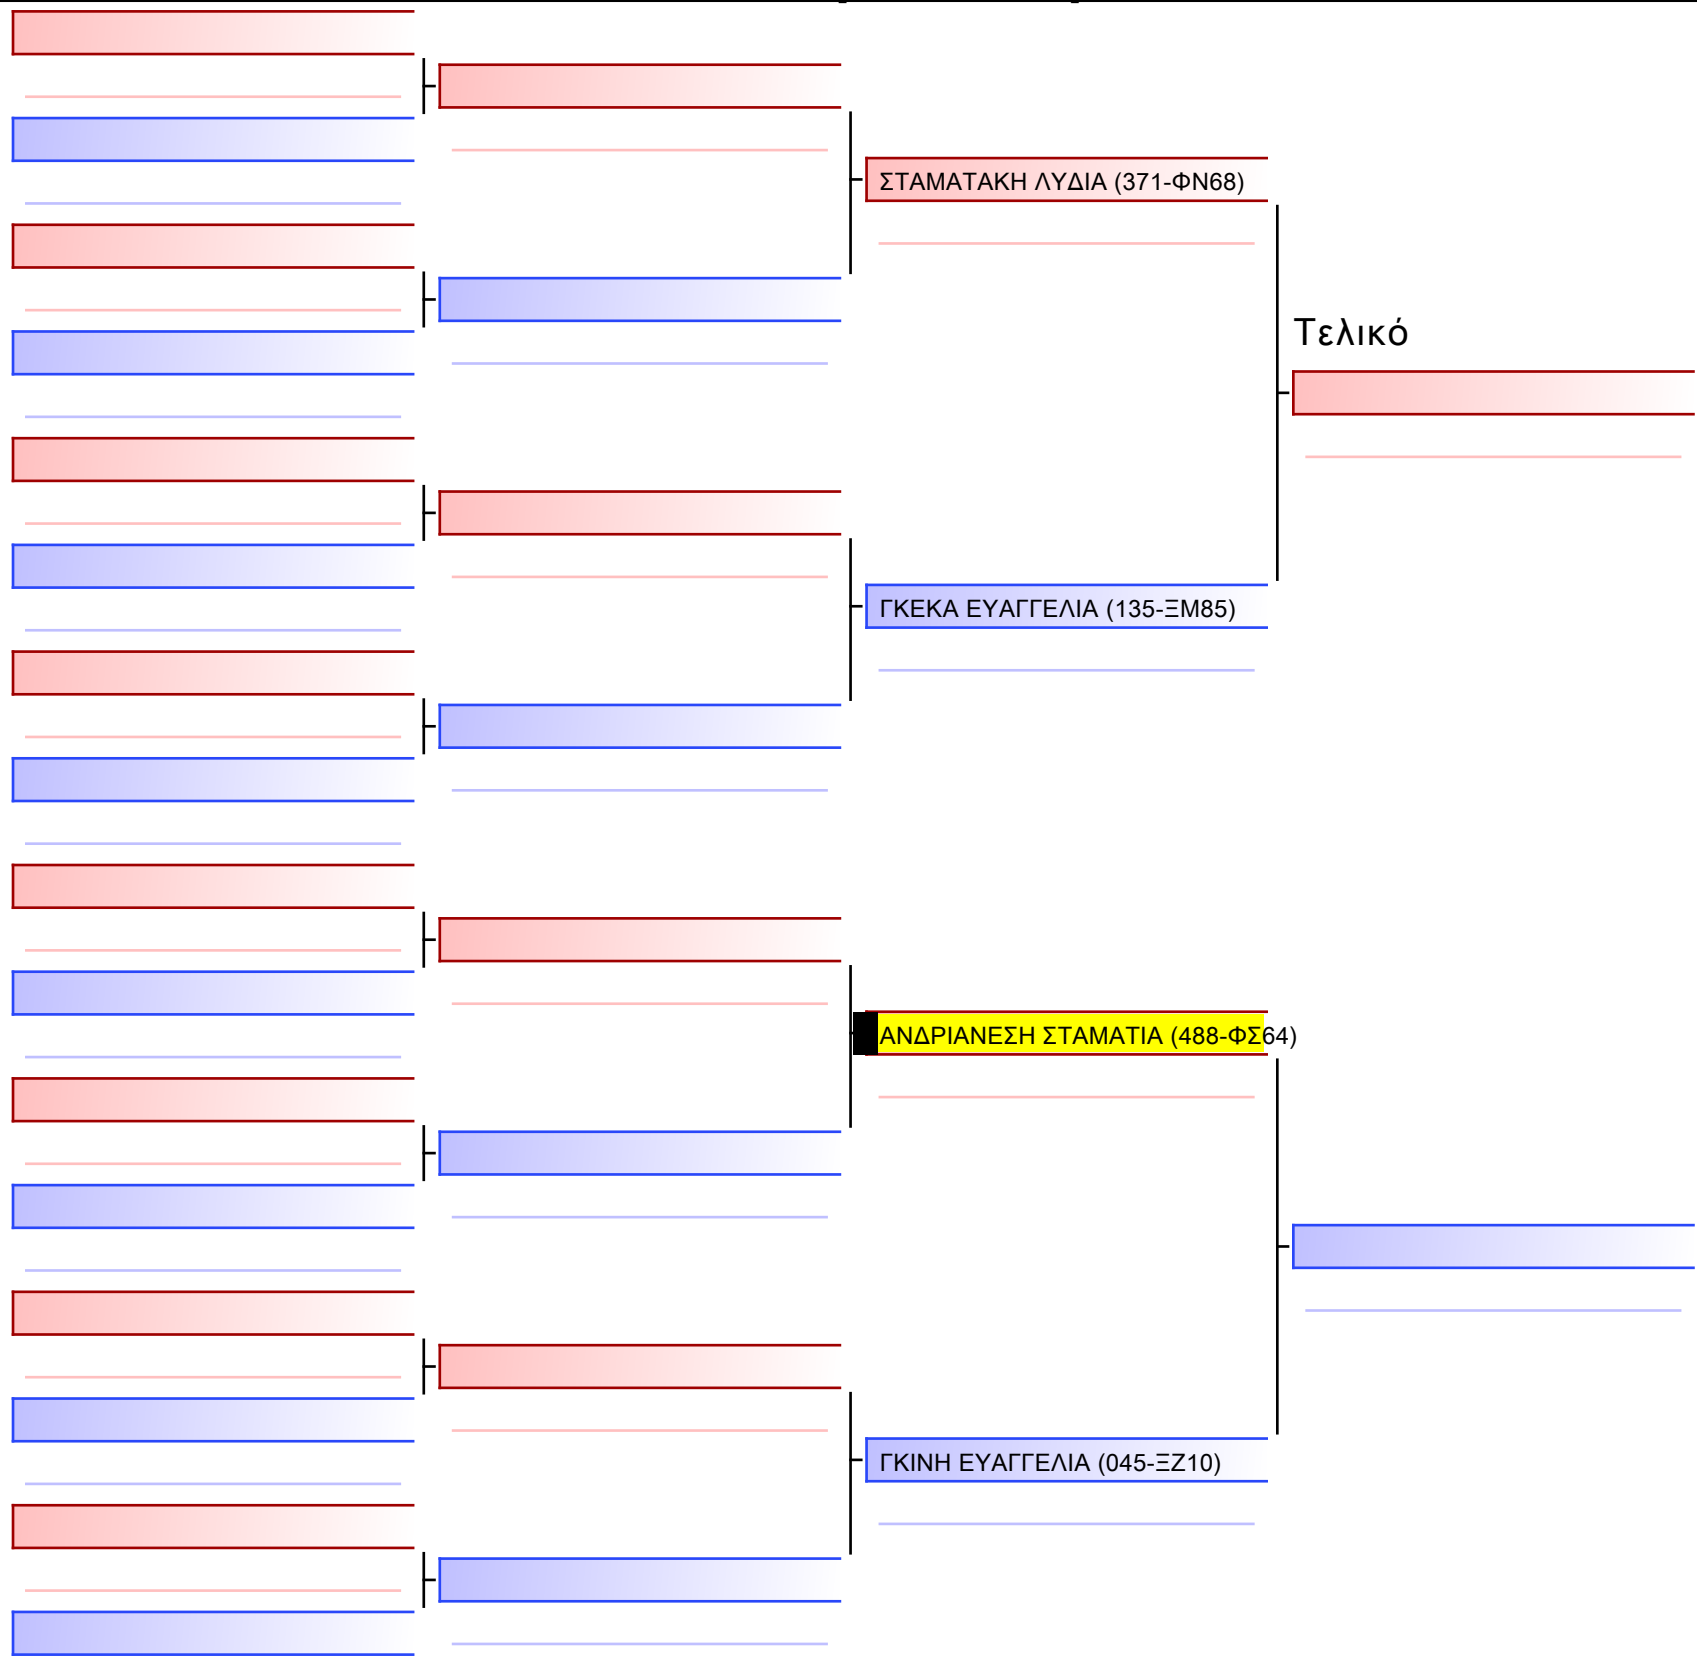 ΣΤΑΜΑΤΑΚΗ ΛΥΔΙΑ (371-ΦΝ68)
Τελικό
ΓΚΕΚΑ ΕΥΑΓΓΕΛΙΑ (135-ΞΜ85)
ΑΝΔΡΙΑΝΕΣΗ ΣΤΑΜΑΤΙΑ (488-ΦΣ64)
ΓΚΙΝΗ ΕΥΑΓΓΕΛΙΑ (045-ΞΖ10)